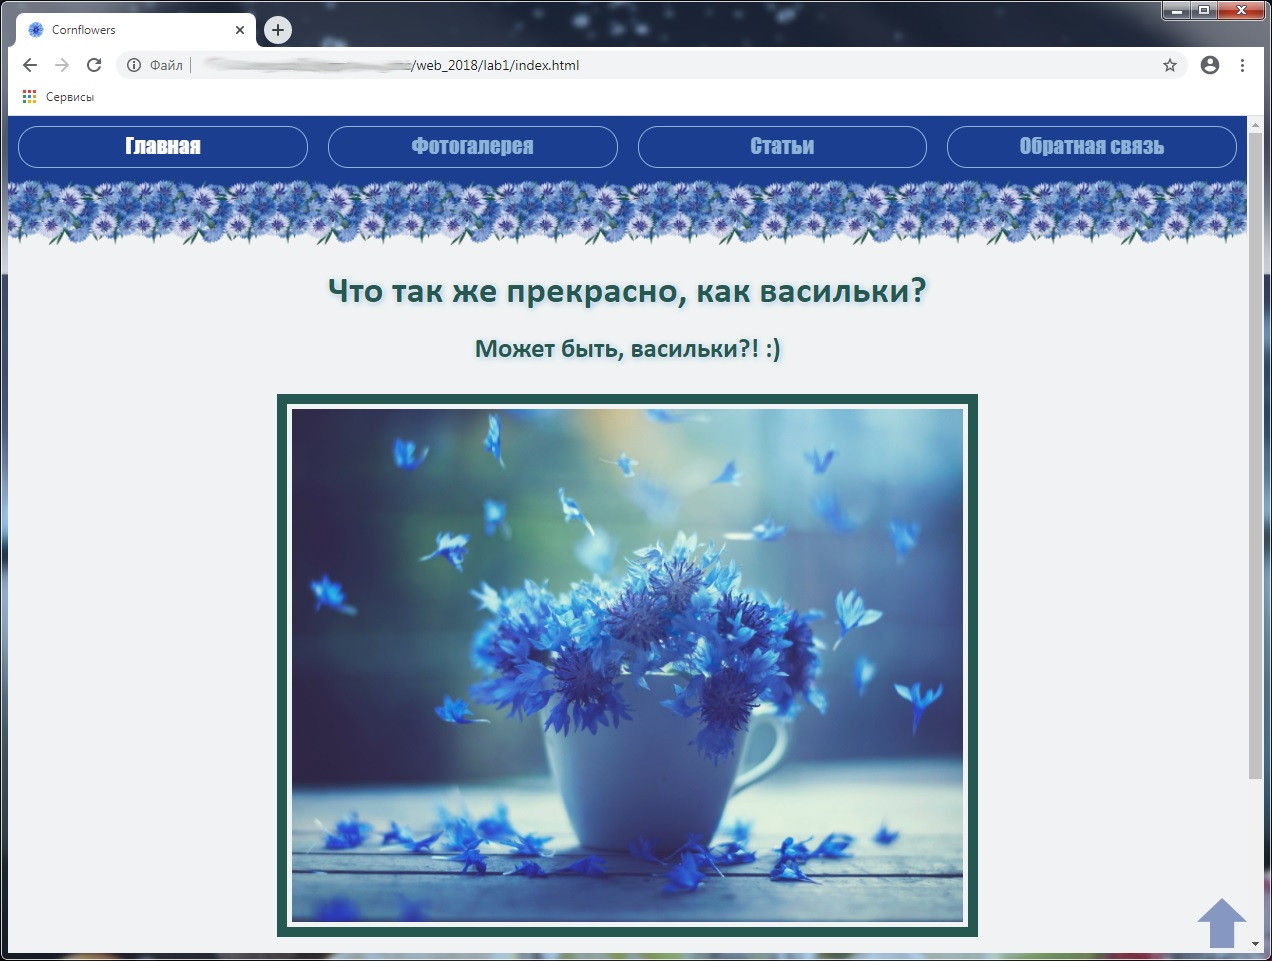 Cornflowers
Файл
/web_2018/lab1/index.html
Сервисы
Главная
Фотогалерея
Статьи
Обратная связь
Что так же прекрасно, как васильки?
Может быть, васильки?! :)